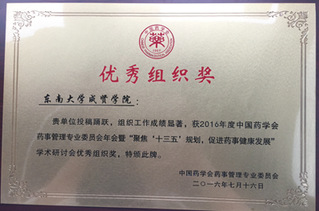 优秀组织奖
东南大学成贤学院：
贵单位投稿踊跃，组织工作成绩显著，获2016年度中国药学会
药事管理专业委员会年会暨“聚焦‘十三五’规划，促进药事健康发展”
学术研讨会优秀组织奖，特颁此牌。
中国药学会药事管理专业委员会
二〇一六年七月十六日